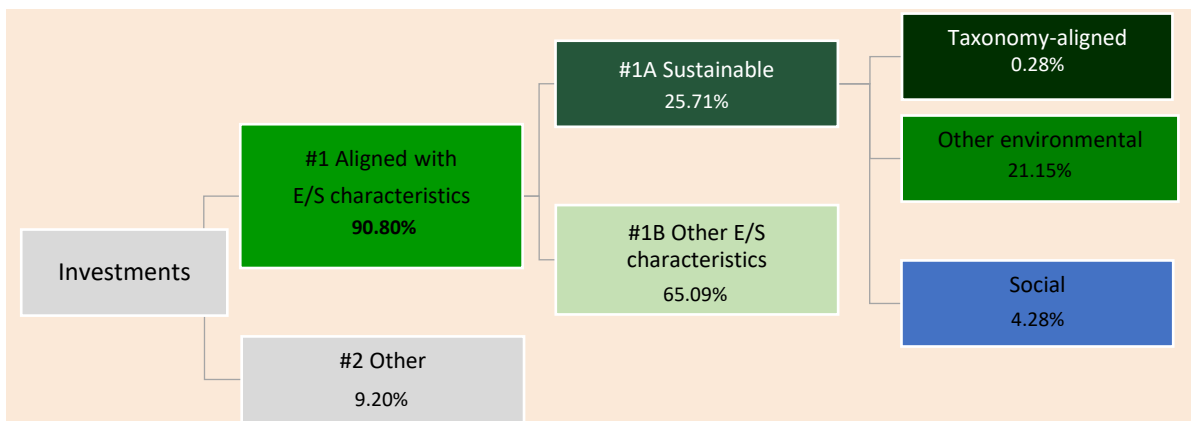 Investments
#1 Aligned with
E/S characteristics
90.80%
#2 Other
9.20%
#1A Sustainable
25.71%
#1B Other E/S
characteristics
65.09%
Taxonomy-aligned
0.28%
Other environmental
21.15%
Social
4.28%